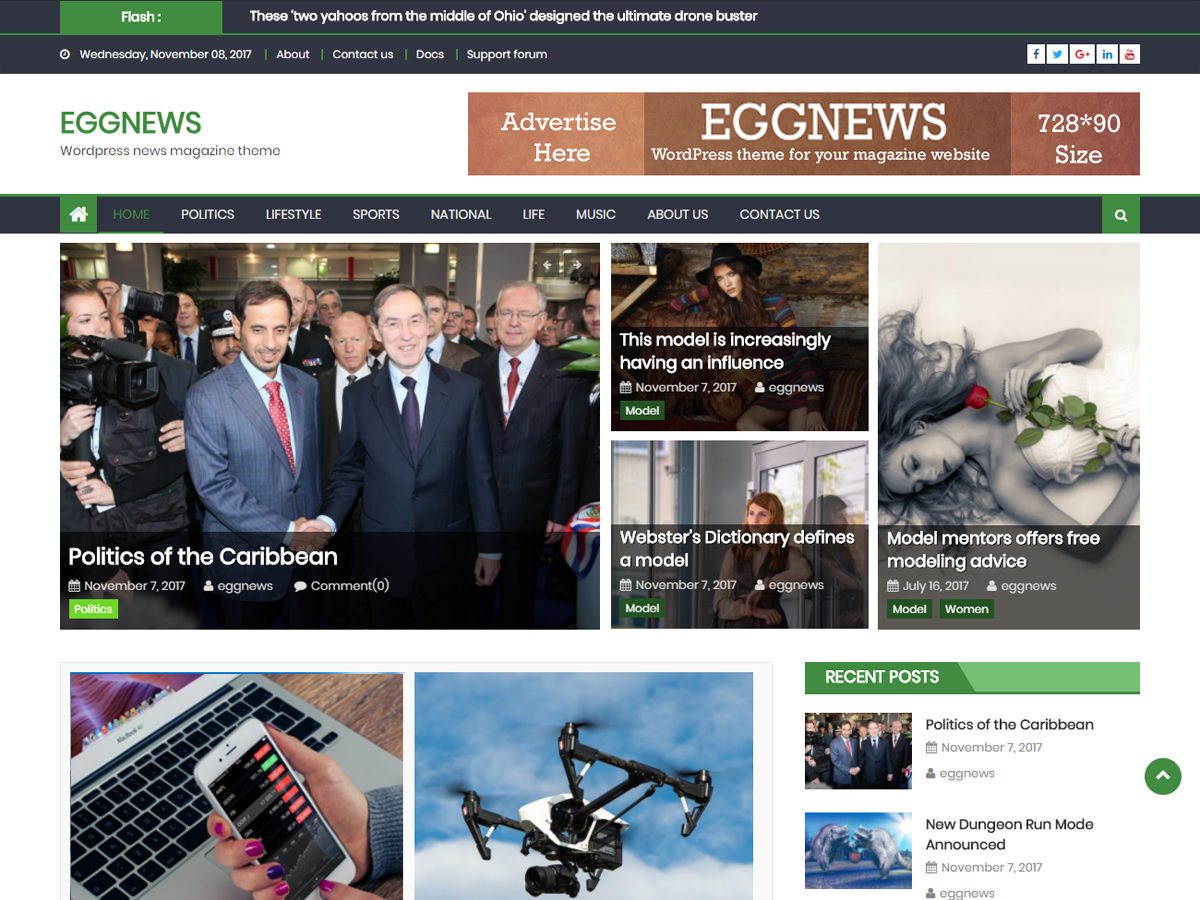 Flash :
These 'two yahoos from the middle of Ohio' designed the ultimate drone buster
Wednesday, November 08, 2017
About
Contact us
Docs
Support forum
EGGNEWS
Wordpress news magazine theme
Advertise
Here
EGGNEWS
WordPress theme for your magazine website
728*90
Size
HOME
POLITICS
LIFESTYLE
SPORTS
NATIONAL
LIFE
MUSIC
ABOUT US
CONTACT US
Politics of the Caribbean
November 7, 2017 eggnews Comment(0)
Politics
This model is increasingly
having an influence
November 7, 2017 eggnews
Model
Webster's Dictionary defines
a model
November 7, 2017 eggnews
Model
Model mentors offers free
modeling advice
July 16, 2017 eggnews
Model Women
MacBook Air
RECENT POSTS
Politics of the Caribbean
November 7, 2017
eggnews
New Dungeon Run Mode
Announced
November 7, 2017
eggnews